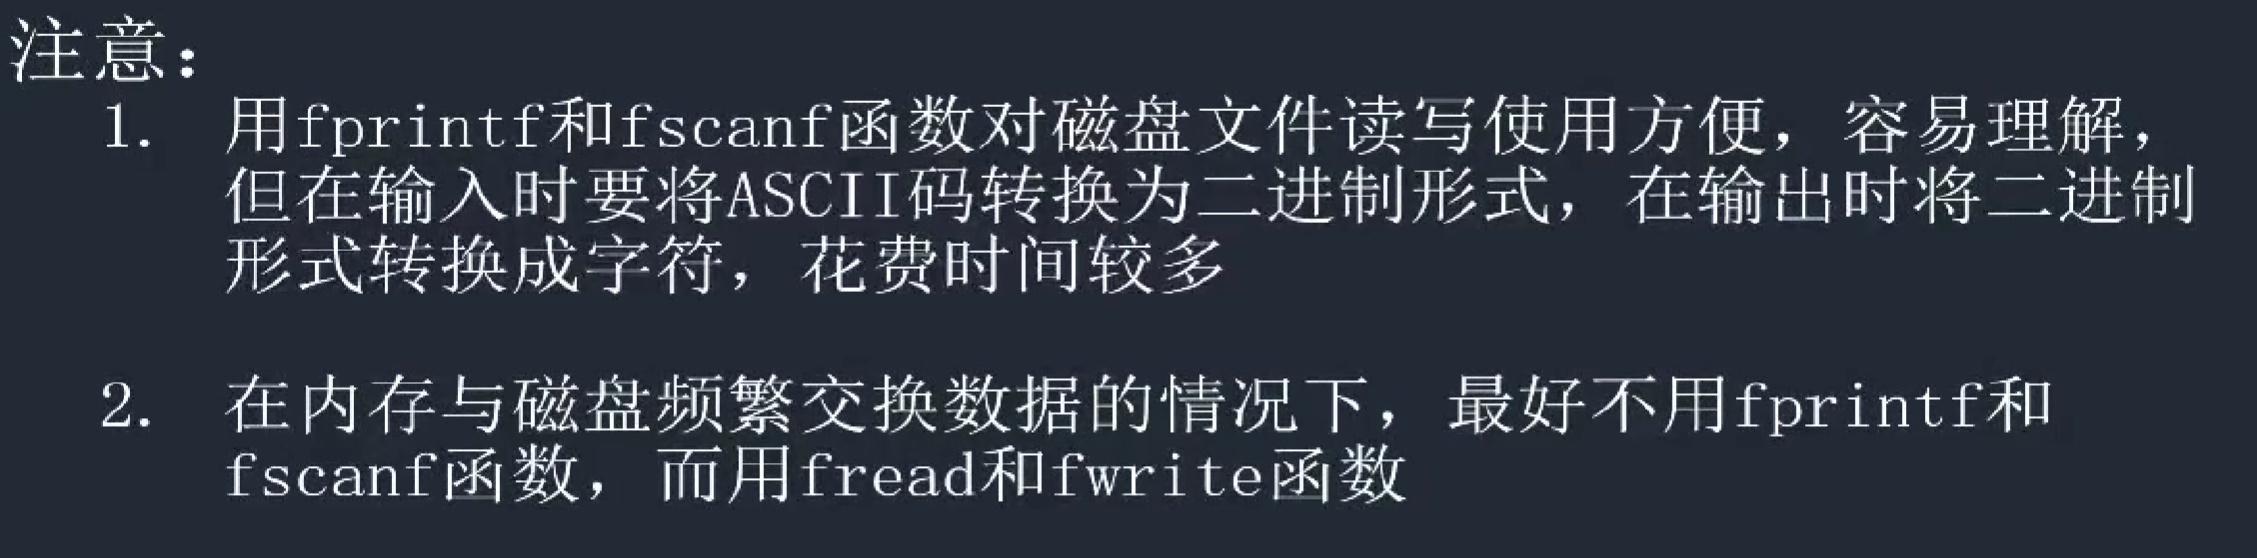 注意：
1. 用fprintf和fscanf函数对磁盘文件读写使用方便，容易理解，
但在输入时要将ASCII码转换为二进制形式，在输出时将二进制
形式转换成字符，花费时间较多
2. 在内存与磁盘频繁交换数据的情况下，最好不用fprintf和
fscanf函数，而用fread和fwrite函数